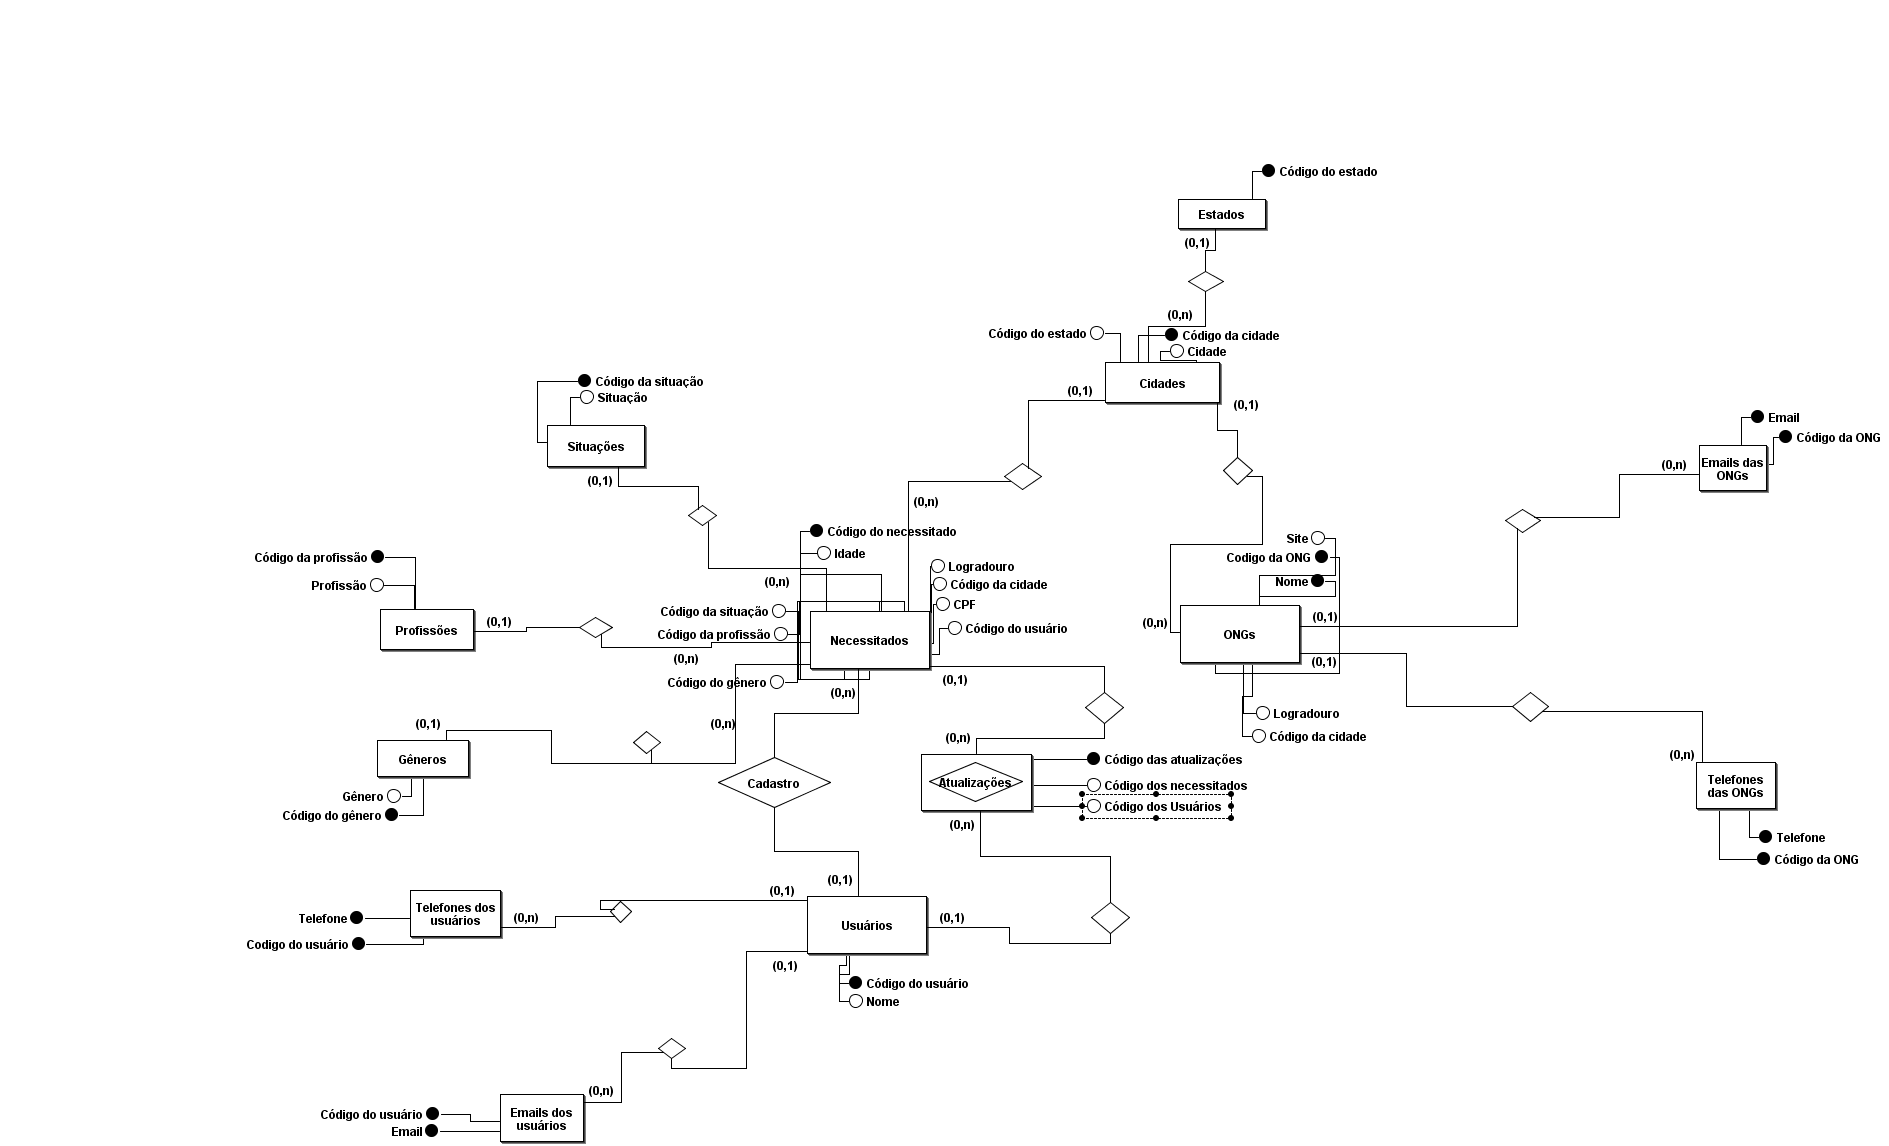 Código do estado
Estados
(0,1)
(0,n)
Código do estado
Código da cidade
Cidade
Cidades
(0,1)
(0,1)
Código da situação
Situação
Situações
(0,1)
Email
Código da ONG
Emails das
ONGs
(0,n)
(0,n)
Código do necessitado
Idade
Site
Codigo da ONG
Nome
Código da profissão
Profissão
Profissões
(0,1)
(0,n)
Logradouro
Código da cidade
CPF
Código do usuário
Código da situação
Código da profissão
Necessitados
(0,n)
Código do gênero
(0,n)
(0,1)
(0,n)
(0,n)
ONGs
(0,1)
(0,1)
Logradouro
Código da cidade
(0,1)
Gêneros
Gênero
Código do gênero
Cadastro
(0,n)
Atualizações
Código das atualizações
Código dos necessitados
Código dos Usuários
(0,n)
(0,n)
Telefones
das ONGs
Telefone
Código da ONG
(0,1)
(0,1)
Telefones dos
usuários
(0,n)
Telefone
Codigo do usuário
Usuários
(0,1)
(0,1)
Código do usuário
Nome
(0,n)
Emails dos
usuários
Código do usuário
Email